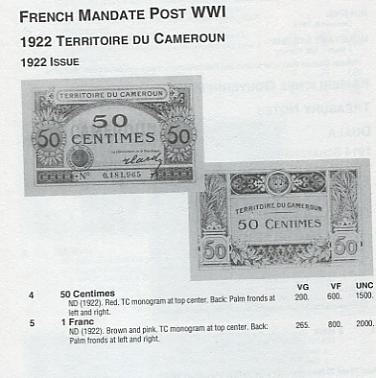 FRENCH MANDATE POST WWI
1922 TERRITOIRE DU CAMEROUN
1922 ISSUE
TERRITOIRE DU CAMEROUN
50
50 CENTIMES 50
N° 0,181,965
TERRITOIRE DU CAMEROUN
50 CENTIMES
50 50
VG VF UNC
4 50 Centimes 200. 600. 1500.
ND (1922). Red. TC monogram at top center. Back: Palm fronds at
left and right.
5 1 Franc 265. 800. 2000.
ND (1922). Brown and pink. TC monogram at top center. Back:
Palm fronds at left and right.